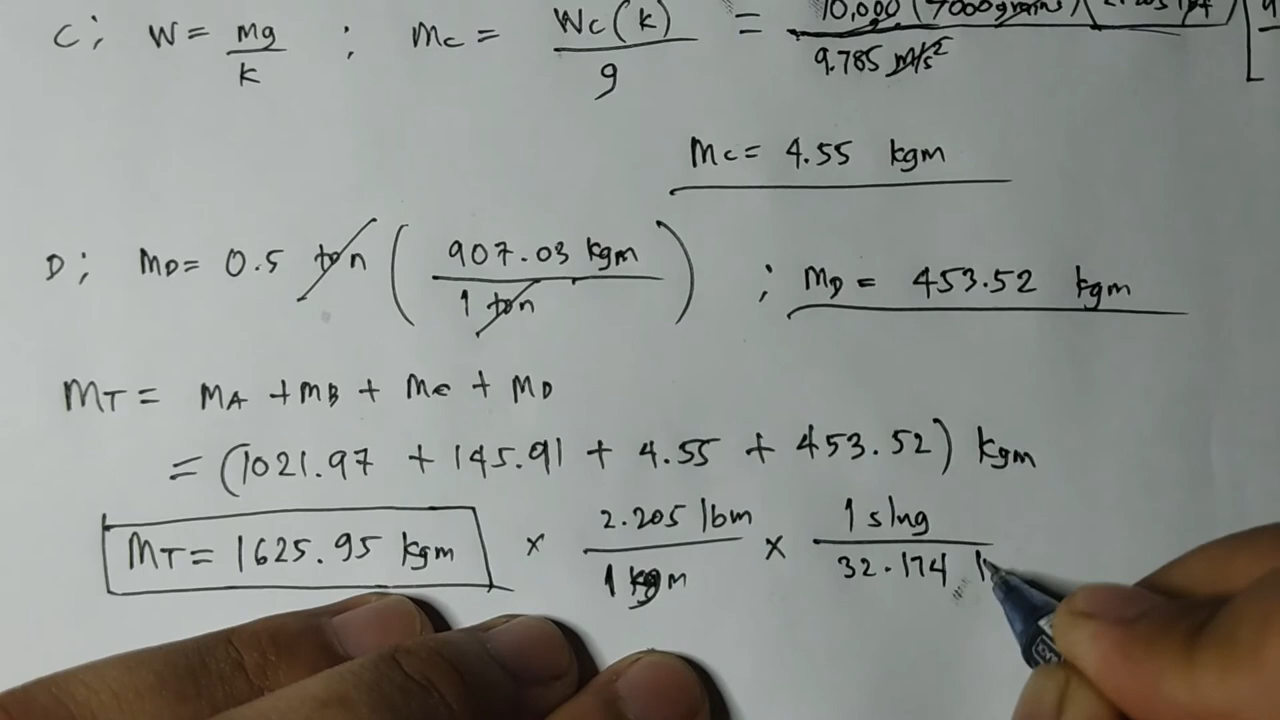 C; W = mg/k ; mc = Wc(k)/g = 10,000 (7000 grains)/9.785 m/s²
mc = 4.55 kgm
D; mD = 0.5 ton (907.03 kgm/1 ton) ; mD = 453.52 kgm
mT = mA + mB + mc + mD
= (1021.97 + 145.91 + 4.55 + 453.52) kgm
mT = 1625.95 kgm × 2.205 lbm/1 kgm × 1 slug/32.174 l